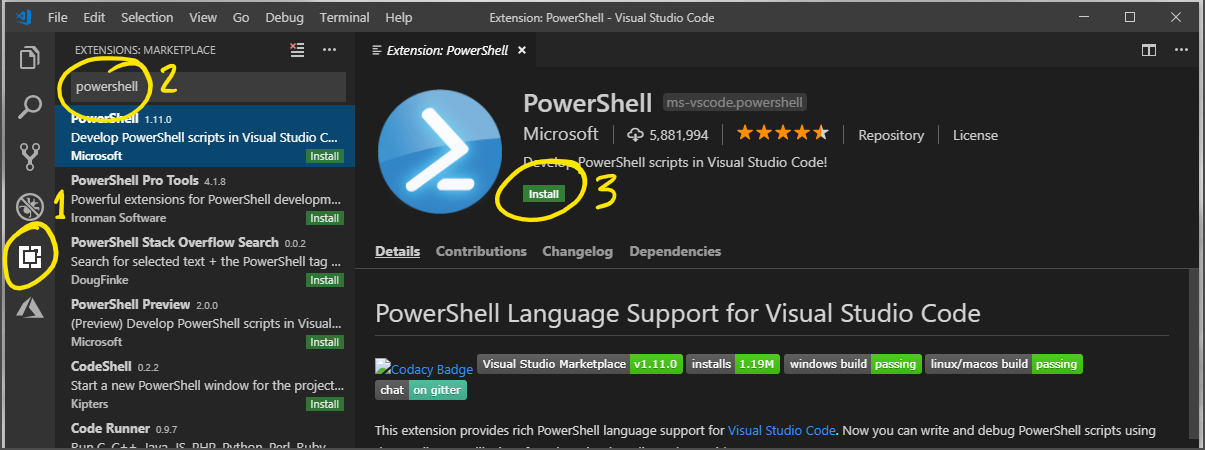 File Edit Selection View Go Debug Terminal Help Extension: PowerShell - Visual Studio Code
EXTENSIONS: MARKETPLACE
Extension: PowerShell
powershell
2
1
PowerShell 1.11.0
Develop PowerShell scripts in Visual Studio C...
Microsoft Install
PowerShell Pro Tools 4.1.8
Powerful extensions for PowerShell developm...
Ironman Software Install
PowerShell Stack Overflow Search 0.0.2
Search for selected text + the PowerShell tag ...
DougFinke Install
PowerShell Preview 2.0.0
(Preview) Develop PowerShell scripts in Visual...
Microsoft Install
CodeShell 0.2.2
Start a new PowerShell window for the project...
Kipters Install
Code Runner 0.9.7
Run C, C++, Java, JS, PHP, Python, Perl, Ruby,
PowerShell ms-vscode.powershell
Microsoft 5,881,994 Repository License
Develop PowerShell scripts in Visual Studio Code!
Install
3
Details Contributions Changelog Dependencies
PowerShell Language Support for Visual Studio Code
Codacy Badge Visual Studio Marketplace v1.11.0 installs 1.19M windows build passing linux/macos build passing
chat on gitter
This extension provides rich PowerShell language support for Visual Studio Code. Now you can write and debug PowerShell scripts using